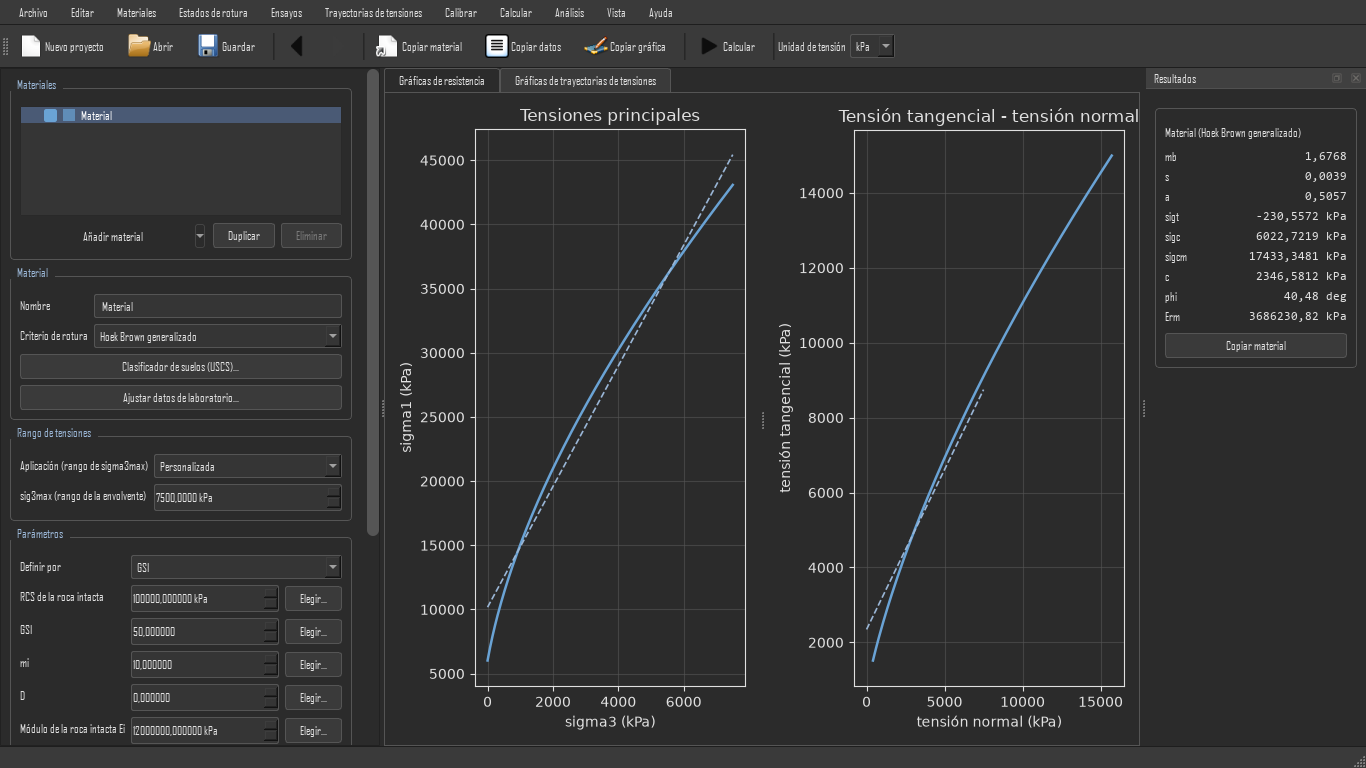 Archivo Editar Materiales Estados de rotura Ensayos Trayectorias de tensiones Calibrar Calcular Análisis Vista Ayuda
Nuevo proyecto Abrir Guardar Copiar material Copiar datos Copiar gráfica Calcular Unidad de tensión kPa
Materiales
Material
Añadir material Duplicar Eliminar
Material
Nombre Material
Criterio de rotura Hoek Brown generalizado
Clasificador de suelos (USCS)...
Ajustar datos de laboratorio...
Rango de tensiones
Aplicación (rango de sigma3max) Personalizada
sig3max (rango de la envolvente) 7500,0000 kPa
Parámetros
Definir por GSI
RCS de la roca intacta 100000,000000 kPa Elegir...
GSI 50,000000 Elegir...
mi 10,000000 Elegir...
D 0,000000 Elegir...
Módulo de la roca intacta Ei 12000000,000000 kPa Elegir...
Gráficas de resistencia Gráficas de trayectorias de tensiones
Tensiones principales
45000
40000
35000
30000
25000
20000
15000
10000
5000
sigma1 (kPa)
0 2000 4000 6000
sigma3 (kPa)
Tensión tangencial - tensión normal
14000
12000
10000
8000
6000
4000
2000
tensión tangencial (kPa)
0 5000 10000 15000
tensión normal (kPa)
Resultados
Material (Hoek Brown generalizado)
mb 1,6768
s 0,0039
a 0,5057
sigt -230,5572 kPa
sigc 6022,7219 kPa
sigcm 17433,3481 kPa
c 2346,5812 kPa
phi 40,48 deg
Erm 3686230,82 kPa
Copiar material